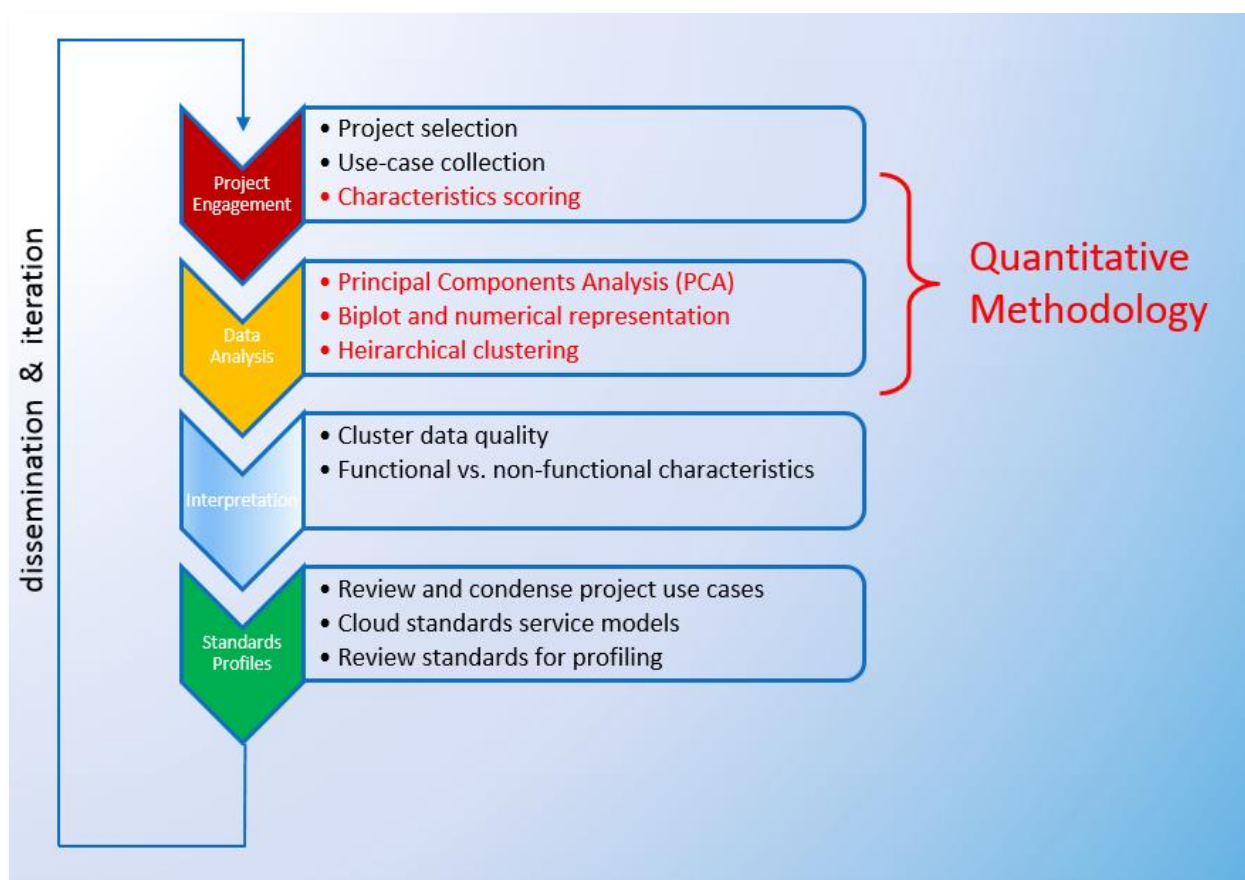 dissemination & iteration
Project
Engagement
• Project selection
• Use-case collection
• Characteristics scoring
Data
Analysis
• Principal Components Analysis (PCA)
• Biplot and numerical representation
• Heirarchical clustering
Quantitative
Methodology
Interpretation
• Cluster data quality
• Functional vs. non-functional characteristics
Standards
Profiles
• Review and condense project use cases
• Cloud standards service models
• Review standards for profiling